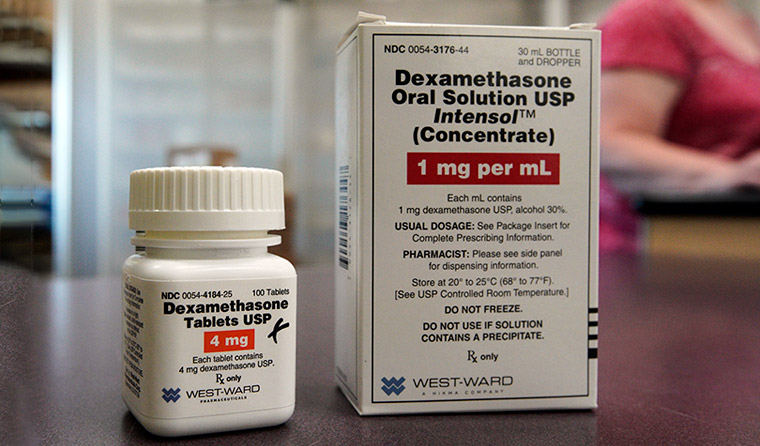 NDC 0054-4184-25 100 Tablets
Dexamethasone
Tablets USP
4 mg
Each tablet contains
4 mg dexamethasone USP.
Rx only
WEST-WARD
PHARMACEUTICALS
NDC 0054-3176-44
30 mL BOTTLE
and DROPPER
Dexamethasone
Oral Solution USP
Intensol™
(Concentrate)
1 mg per mL
Each mL contains
1 mg dexamethasone USP, alcohol 30%.
USUAL DOSAGE: See Package Insert for
Complete Prescribing Information.
PHARMACIST: Please see side panel
for dispensing information.
Store at 20° to 25°C (68° to 77°F).
[See USP Controlled Room Temperature.]
DO NOT FREEZE.
DO NOT USE IF SOLUTION
CONTAINS A PRECIPITATE.
Rx only
WEST-WARD
A HIKMA COMPANY